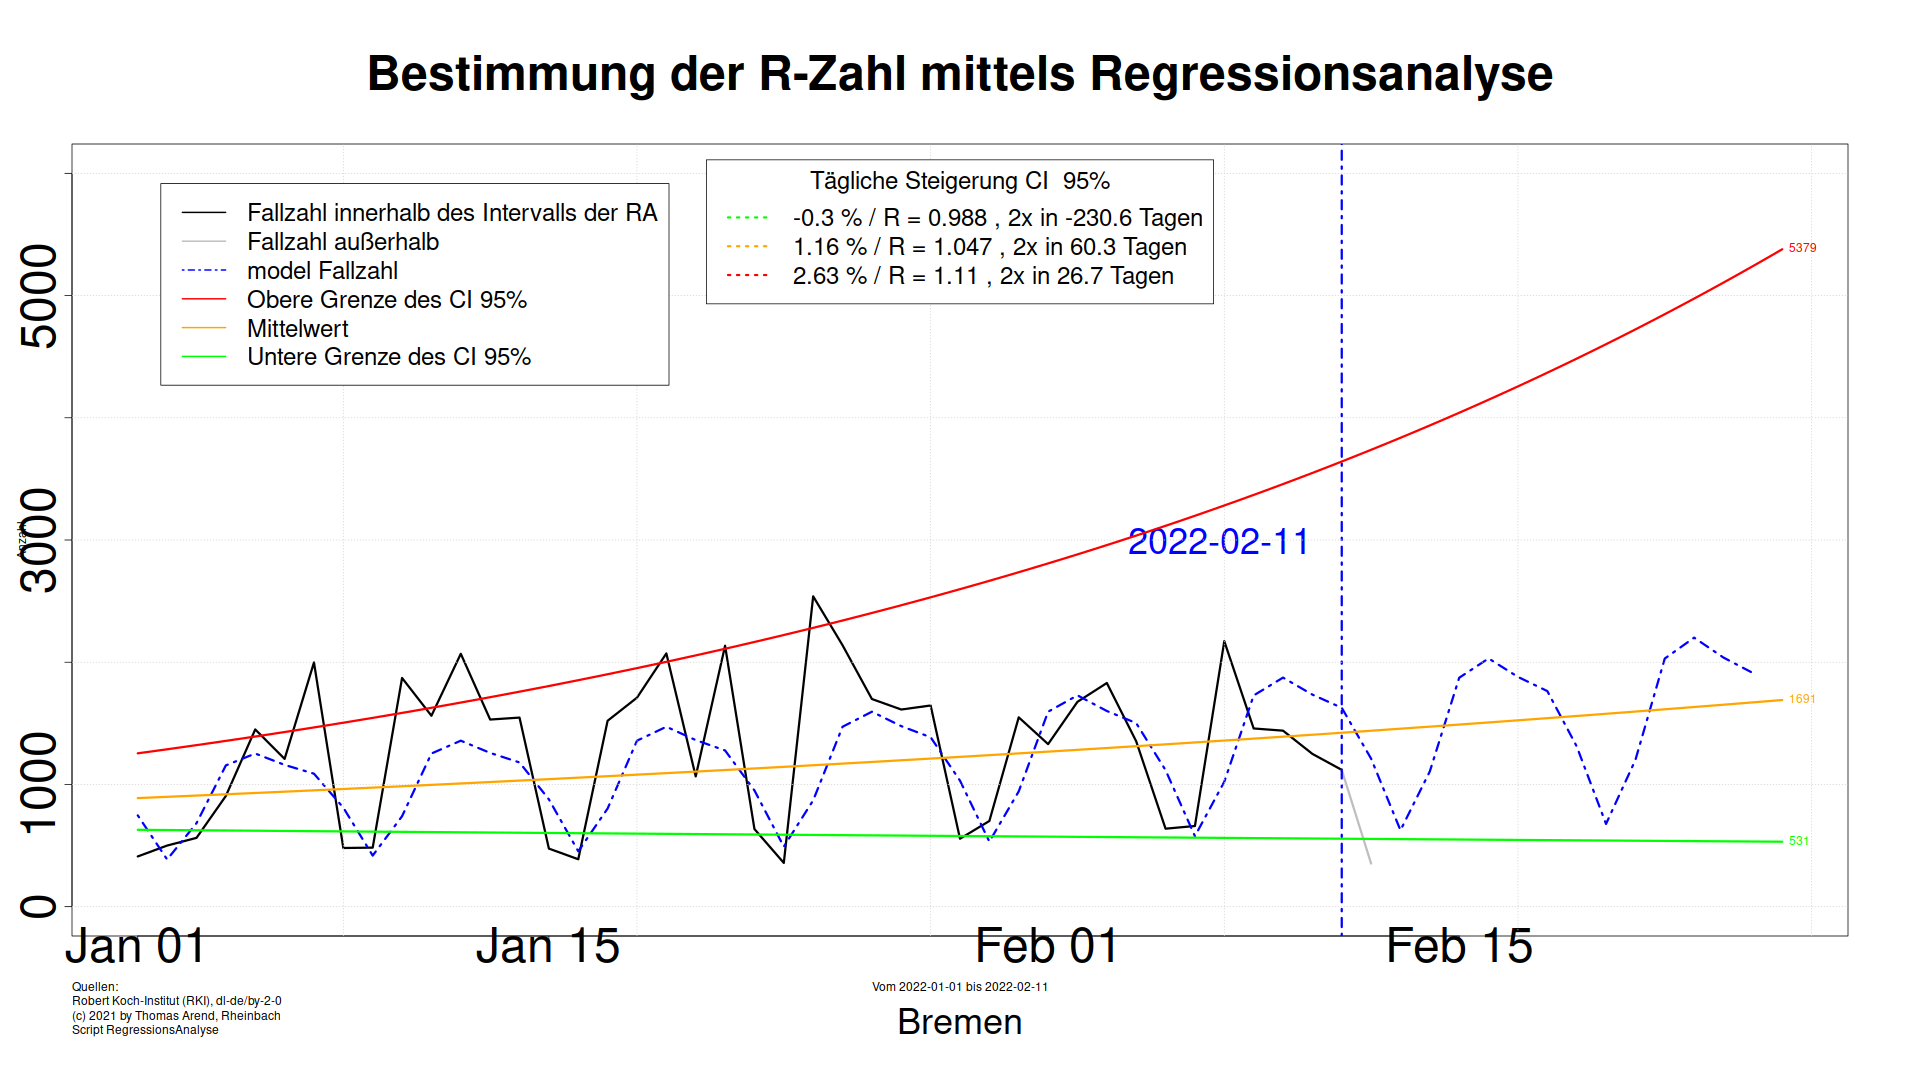 Bestimmung der R-Zahl mittels Regressionsanalyse
Fallzahl innerhalb des Intervalls der RA
Fallzahl außerhalb
model Fallzahl
Obere Grenze des CI 95%
Mittelwert
Untere Grenze des CI 95%
Tägliche Steigerung CI  95%
-0.3 % / R = 0.988 , 2x in -230.6 Tagen
1.16 % / R = 1.047 , 2x in 60.3 Tagen
2.63 % / R = 1.11 , 2x in 26.7 Tagen
5379
5000
2022-02-11
3000
Anzahl
1691
1000
531
0
Jan 01
Jan 15
Feb 01
Feb 15
Quellen:
Robert Koch-Institut (RKI), dl-de/by-2-0
(c) 2021 by Thomas Arend, Rheinbach
Script RegressionsAnalyse
Vom 2022-01-01 bis 2022-02-11
Bremen